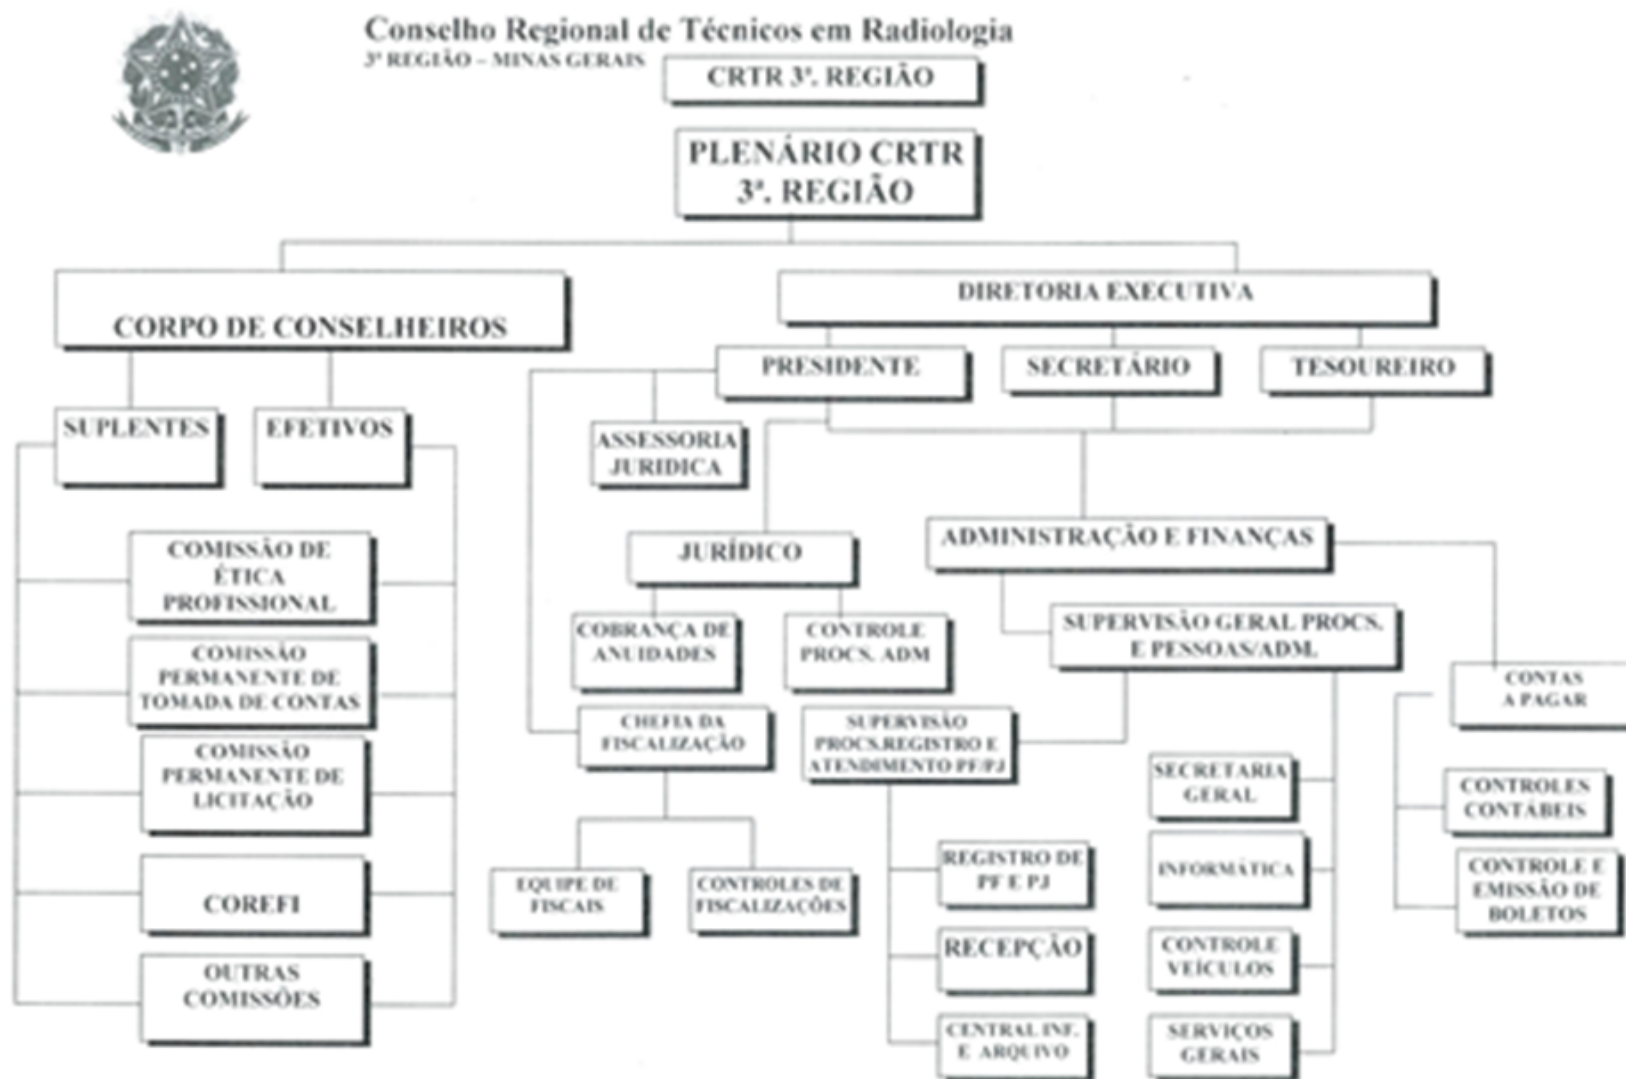 Conselho Regional de Técnicos em Radiologia
3ª REGIÃO – MINAS GERAIS
CRTR 3ª. REGIÃO
PLENÁRIO CRTR
3ª. REGIÃO
CORPO DE CONSELHEIROS
DIRETORIA EXECUTIVA
PRESIDENTE
SECRETÁRIO
TESOUREIRO
SUPLENTES
EFETIVOS
ASSESSORIA
JURIDICA
COMISSÃO DE
ÉTICA
PROFISSIONAL
COMISSÃO
PERMANENTE DE
TOMADA DE CONTAS
COMISSÃO
PERMANENTE DE
LICITAÇÃO
COREFI
OUTRAS
COMISSÕES
JURÍDICO
COBRANÇA DE
ANUIDADES
CONTROLE
PROCS. ADM
CHEFIA DA
FISCALIZAÇÃO
EQUIPE DE
FISCAIS
CONTROLES DE
FISCALIZAÇÕES
ADMINISTRAÇÃO E FINANÇAS
SUPERVISÃO GERAL PROCS.
E PESSOAS/ADM.
SUPERVISÃO
PROCS.REGISTRO E
ATENDIMENTO PF/PJ
REGISTRO DE
PF E PJ
RECEPÇÃO
CENTRAL INF.
E ARQUIVO
SECRETARIA
GERAL
INFORMÁTICA
CONTROLE
VEÍCULOS
SERVIÇOS
GERAIS
CONTAS
A PAGAR
CONTROLES
CONTÁBEIS
CONTROLE E
EMISSÃO DE
BOLETOS